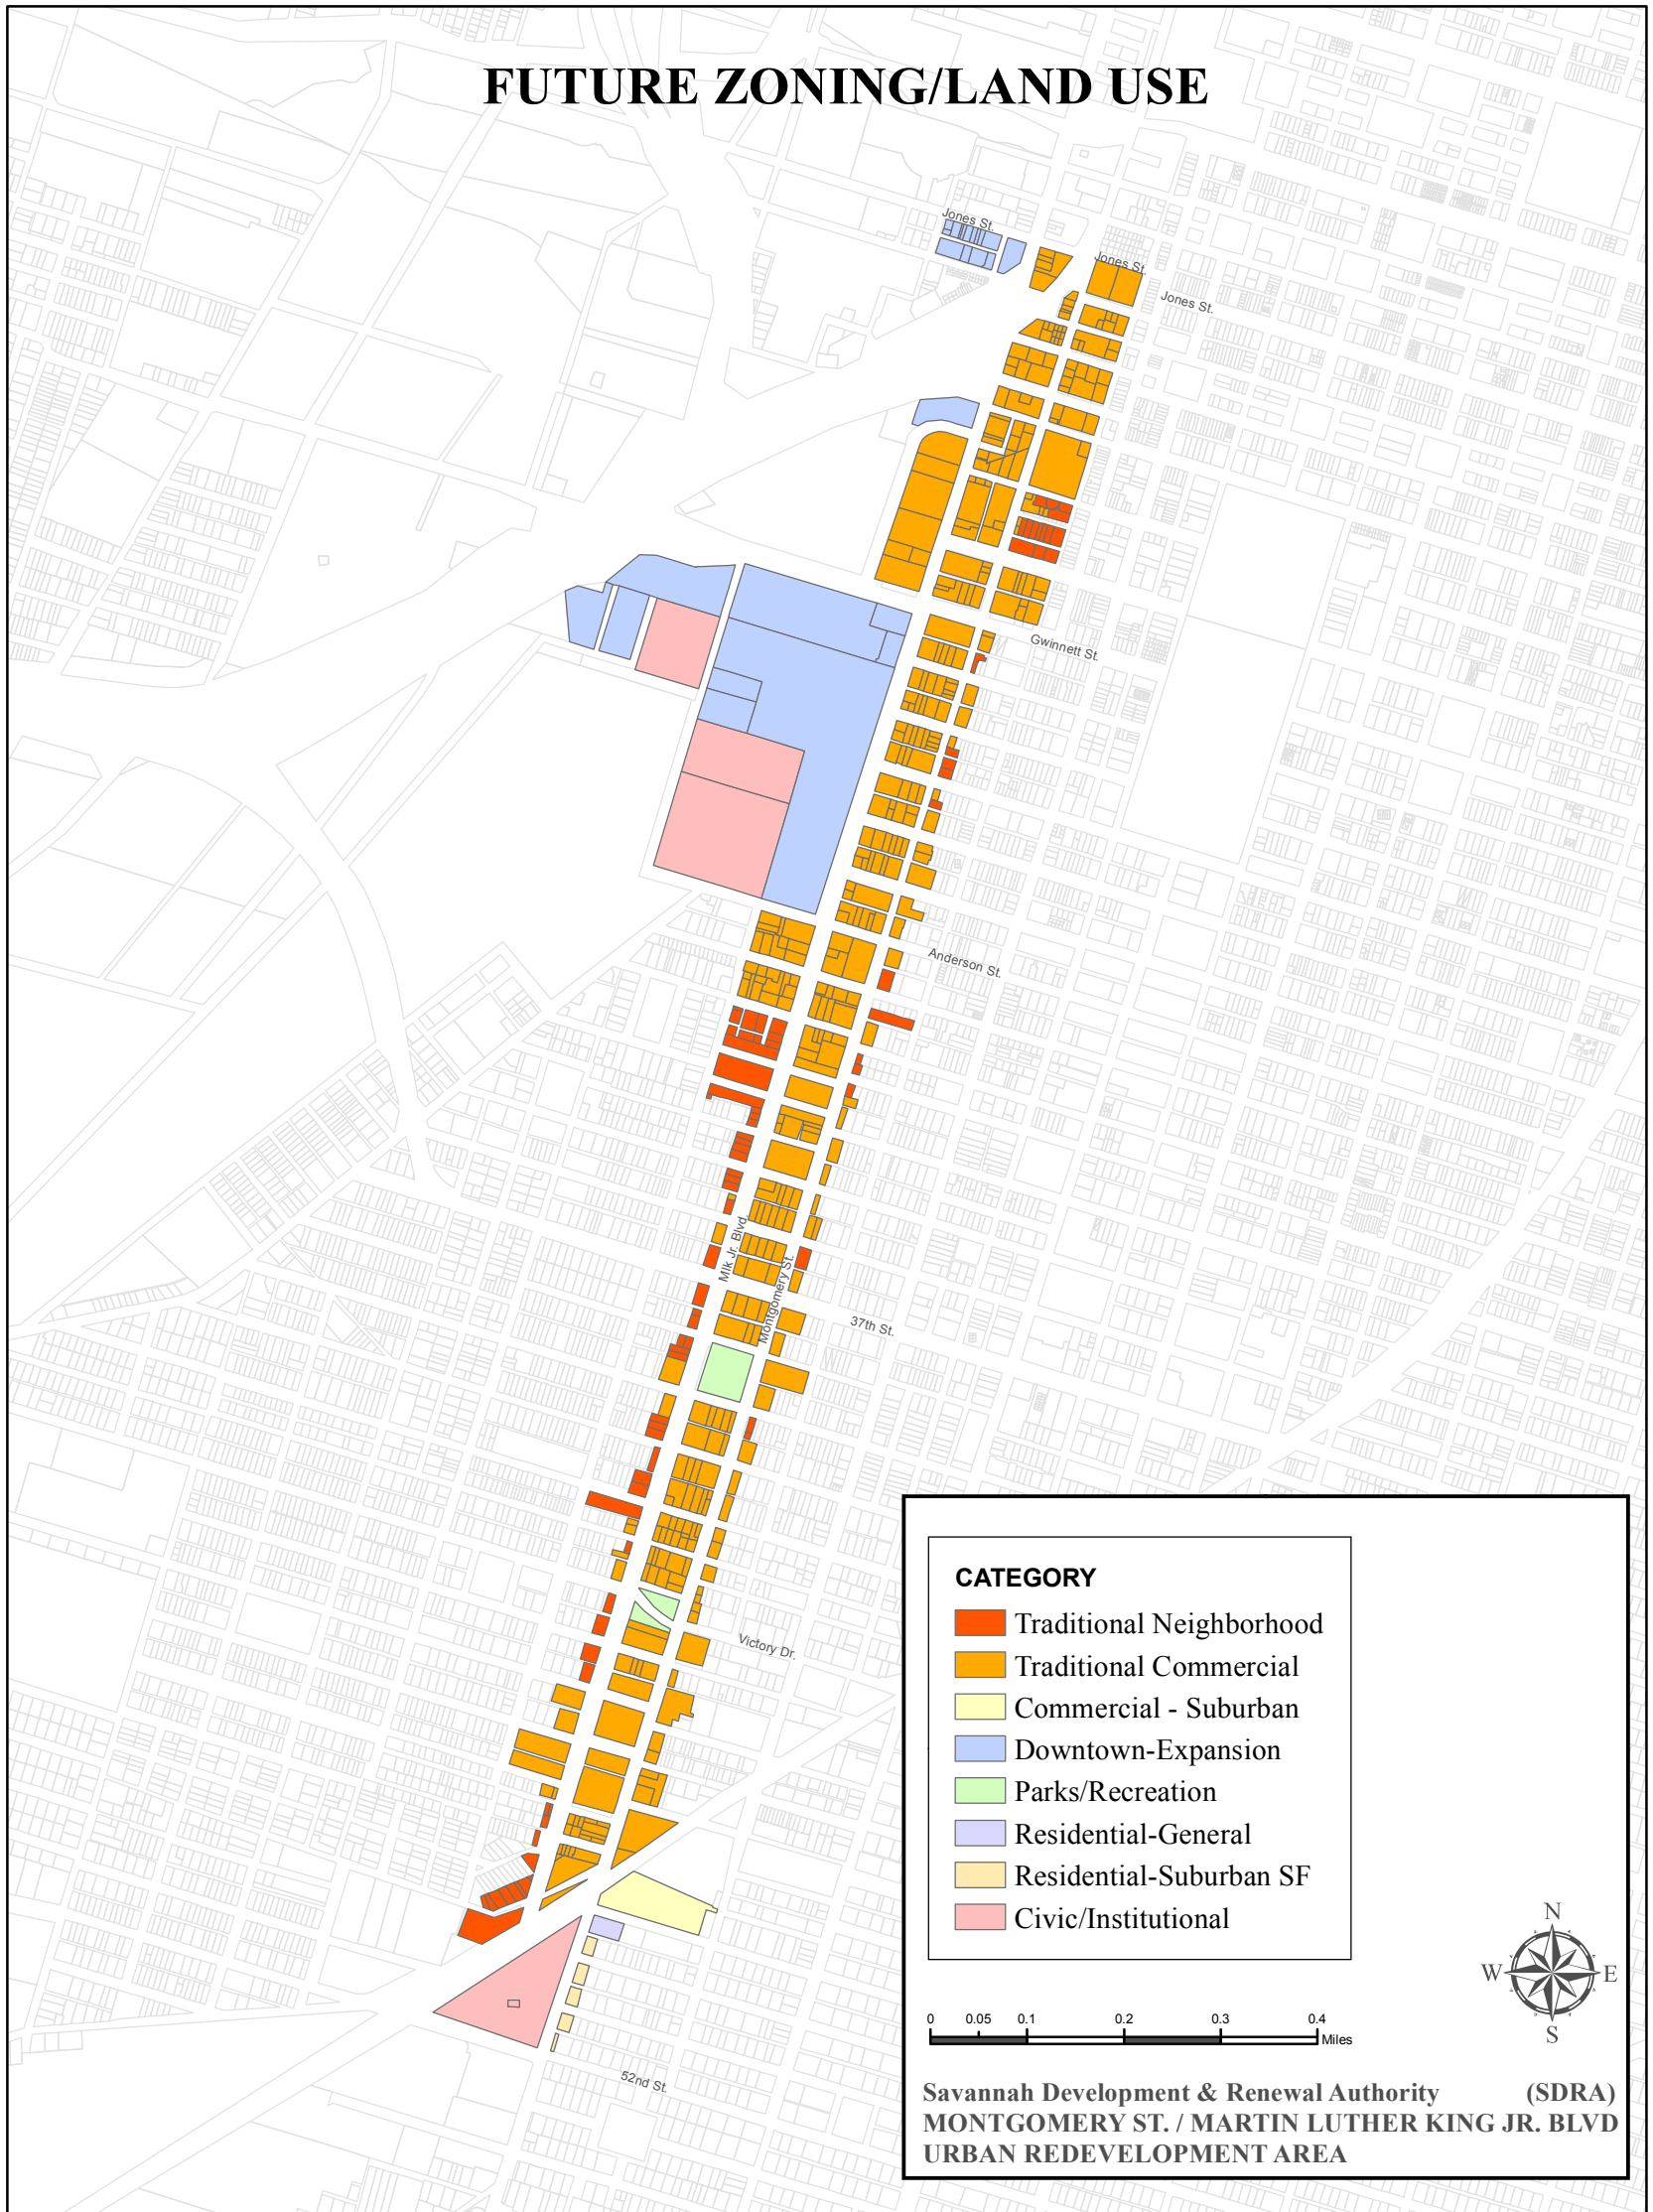 FUTURE ZONING/LAND USE
Jones St.
Jones St.
Jones St.
Gwinnett St.
Anderson St.
Mlk Jr. Blvd
Montgomery St.
37th St.
Victory Dr.
52nd St.
CATEGORY
Traditional Neighborhood
Traditional Commercial
Commercial - Suburban
Downtown-Expansion
Parks/Recreation
Residential-General
Residential-Suburban SF
Civic/Institutional
N
W E
S
0 0.05 0.1 0.2 0.3 0.4
Miles
Savannah Development & Renewal Authority (SDRA)
MONTGOMERY ST. / MARTIN LUTHER KING JR. BLVD
URBAN REDEVELOPMENT AREA